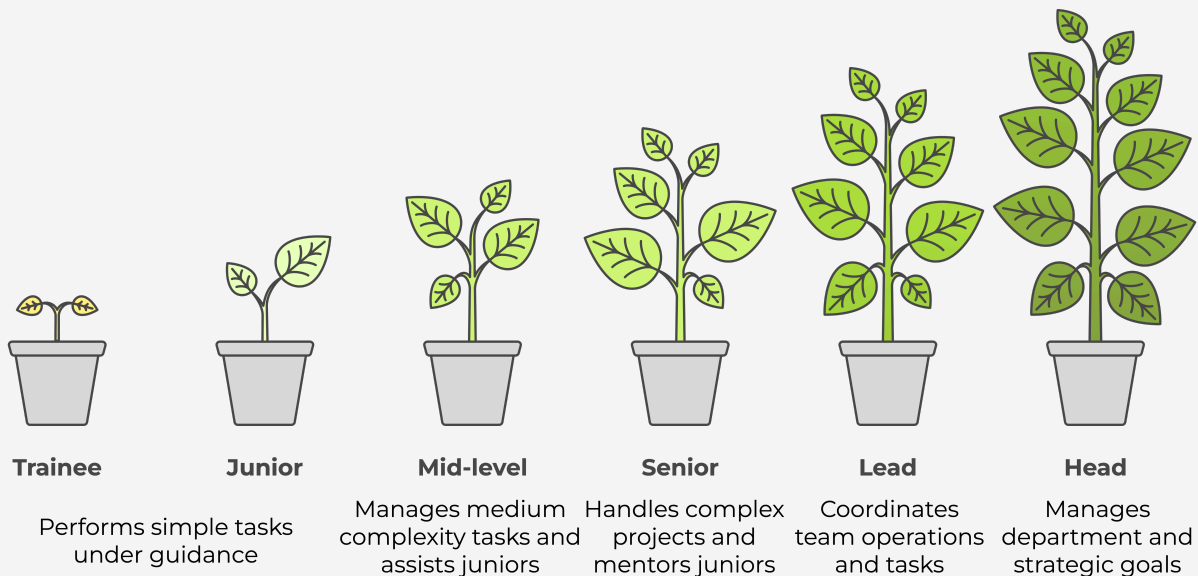 Trainee
Junior
Mid-level
Senior
Lead
Head
Performs simple tasks
under guidance
Manages medium
complexity tasks and
assists juniors
Handles complex
projects and
mentors juniors
Coordinates
team operations
and tasks
Manages
department and
strategic goals